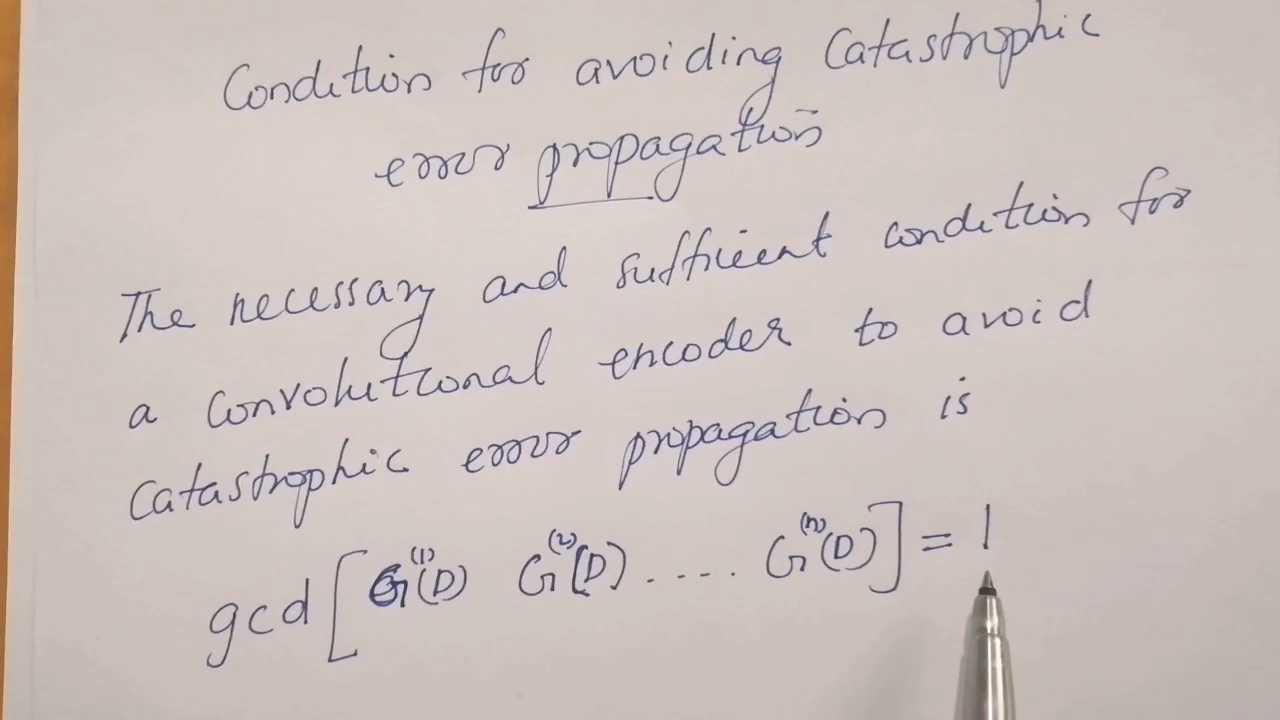 Condition for avoiding Catastrophic
error propagation
The necessary and sufficient condition for
a convolutional encoder to avoid
Catastrophic error propagation is
gcd [G⁽¹⁾(D) G⁽²⁾(D) ..... G⁽ⁿ⁾(D)] = 1